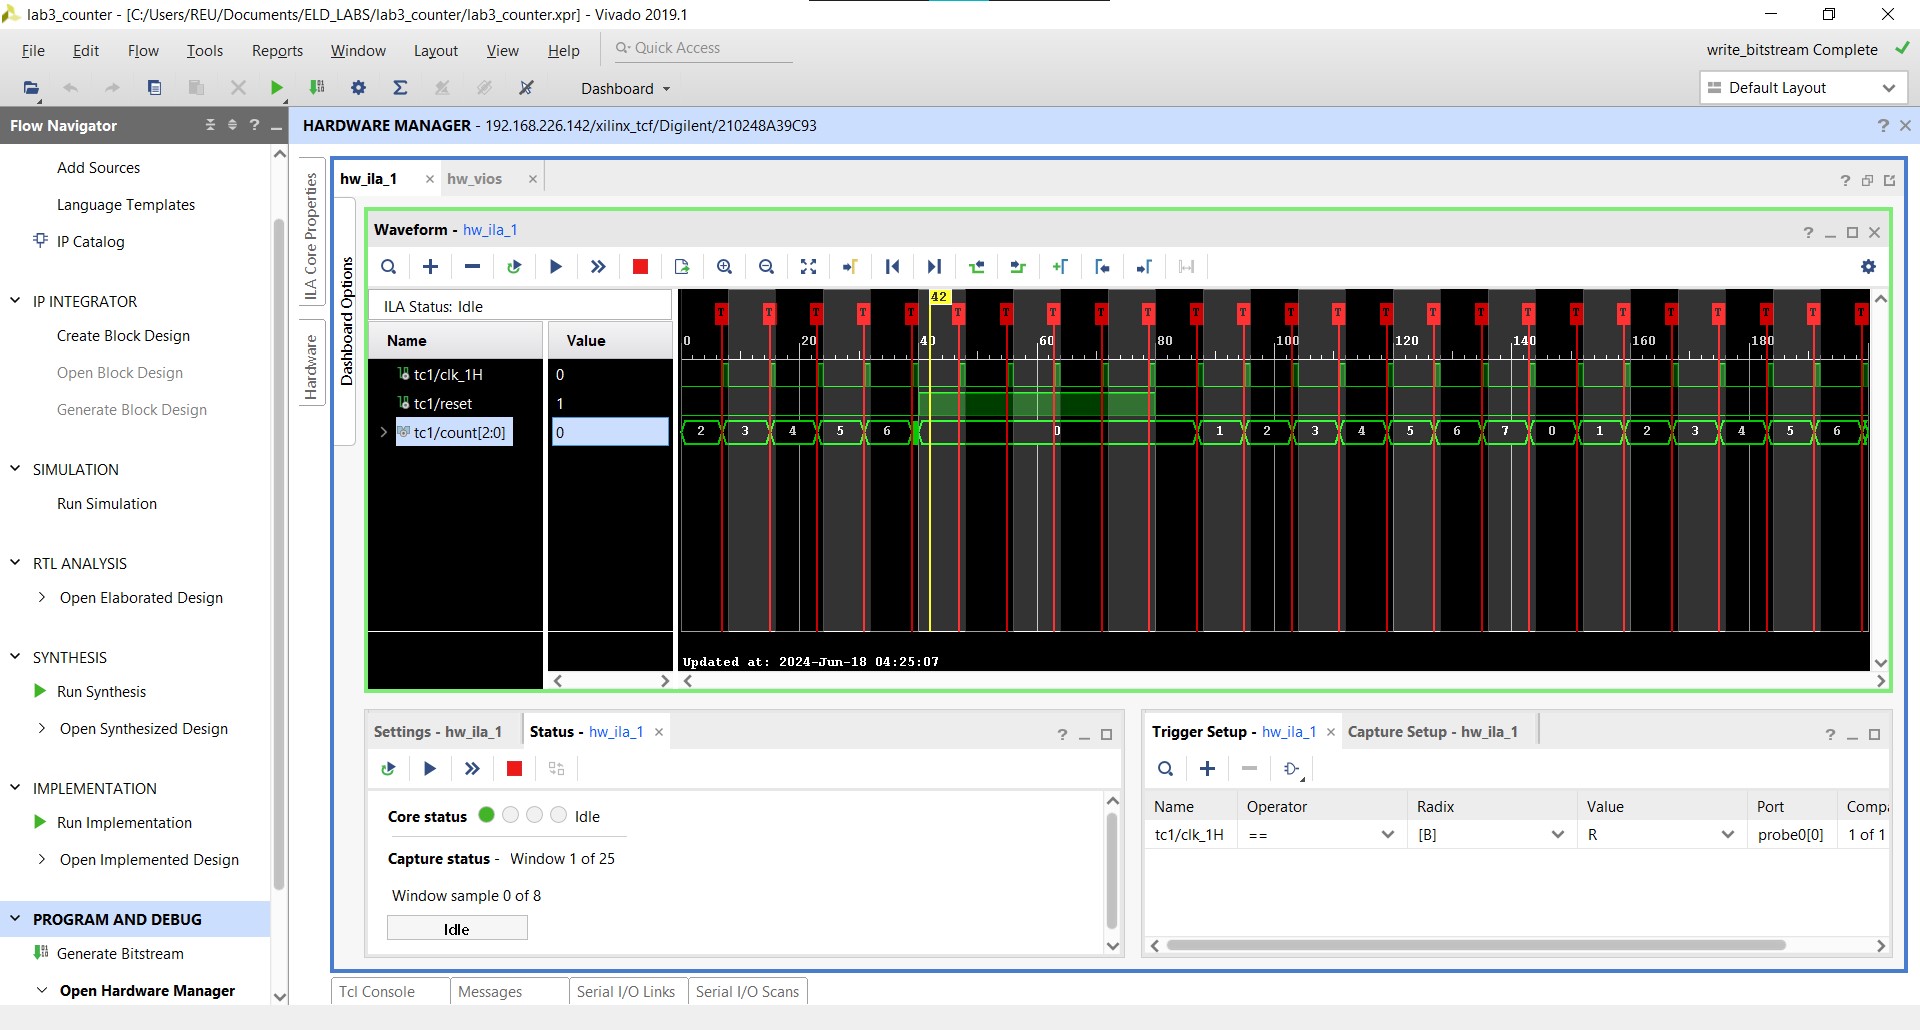 lab3_counter - [C:/Users/REU/Documents/ELD_LABS/lab3_counter/lab3_counter.xpr] - Vivado 2019.1
File Edit Flow Tools Reports Window Layout View Help Quick Access
write_bitstream Complete
Dashboard
Default Layout
Flow Navigator
HARDWARE MANAGER - 192.168.226.142/xilinx_tcf/Digilent/210248A39C93
Add Sources
Language Templates
IP Catalog
IP INTEGRATOR
Create Block Design
Open Block Design
Generate Block Design
SIMULATION
Run Simulation
RTL ANALYSIS
Open Elaborated Design
SYNTHESIS
Run Synthesis
Open Synthesized Design
IMPLEMENTATION
Run Implementation
Open Implemented Design
PROGRAM AND DEBUG
Generate Bitstream
Open Hardware Manager
ILA Core Properties
Hardware
Dashboard Options
hw_ila_1 hw_vios
Waveform - hw_ila_1
ILA Status: Idle
Name Value
tc1/clk_1H 0
tc1/reset 1
tc1/count[2:0] 0
42
T T T T T T T T T T T T T T T T T T T T T T T T T
0 20 40 60 80 100 120 140 160 180
2 3 4 5 6 0 1 2 3 4 5 6 7 0 1 2 3 4 5 6
Updated at: 2024-Jun-18 04:25:07
Settings - hw_ila_1 Status - hw_ila_1
Core status Idle
Capture status - Window 1 of 25
Window sample 0 of 8
Idle
Trigger Setup - hw_ila_1 Capture Setup - hw_ila_1
Name Operator Radix Value Port Compa
tc1/clk_1H == [B] R probe0[0] 1 of 1
Tcl Console Messages Serial I/O Links Serial I/O Scans